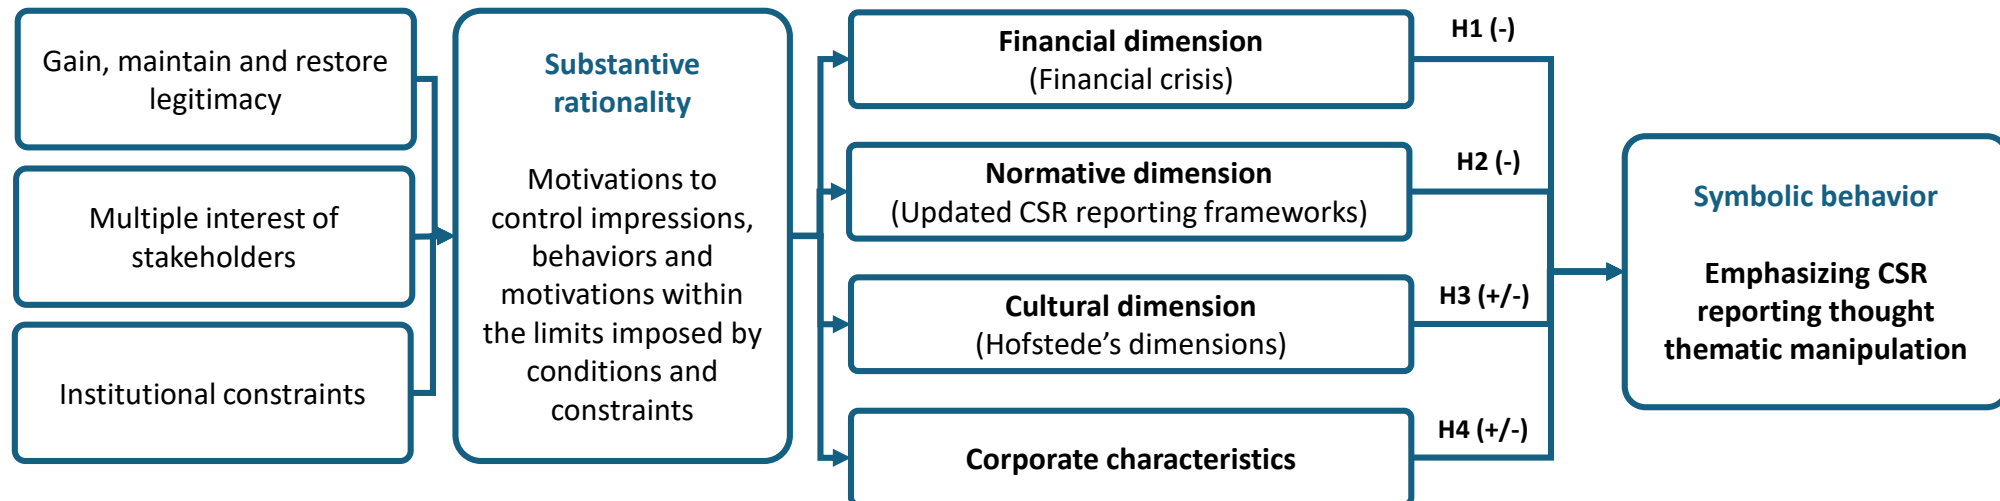 Gain, maintain and restore
legitimacy
Multiple interest of
stakeholders
Institutional constraints
Substantive
rationality
Motivations to
control impressions,
behaviors and
motivations within
the limits imposed by
conditions and
constraints
Financial dimension
(Financial crisis)
Normative dimension
(Updated CSR reporting frameworks)
Cultural dimension
(Hofstede's dimensions)
Corporate characteristics
H1 (-)
H2 (-)
H3 (+/-)
H4 (+/-)
Symbolic behavior
Emphasizing CSR
reporting thought
thematic manipulation